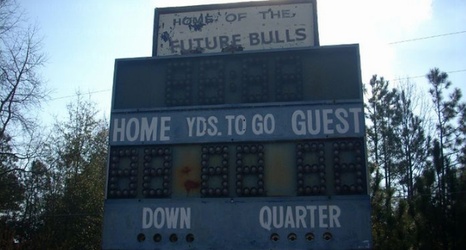 HOME OF THE
FUTURE BULLS
HOME YDS. TO GO GUEST
DOWN QUARTER